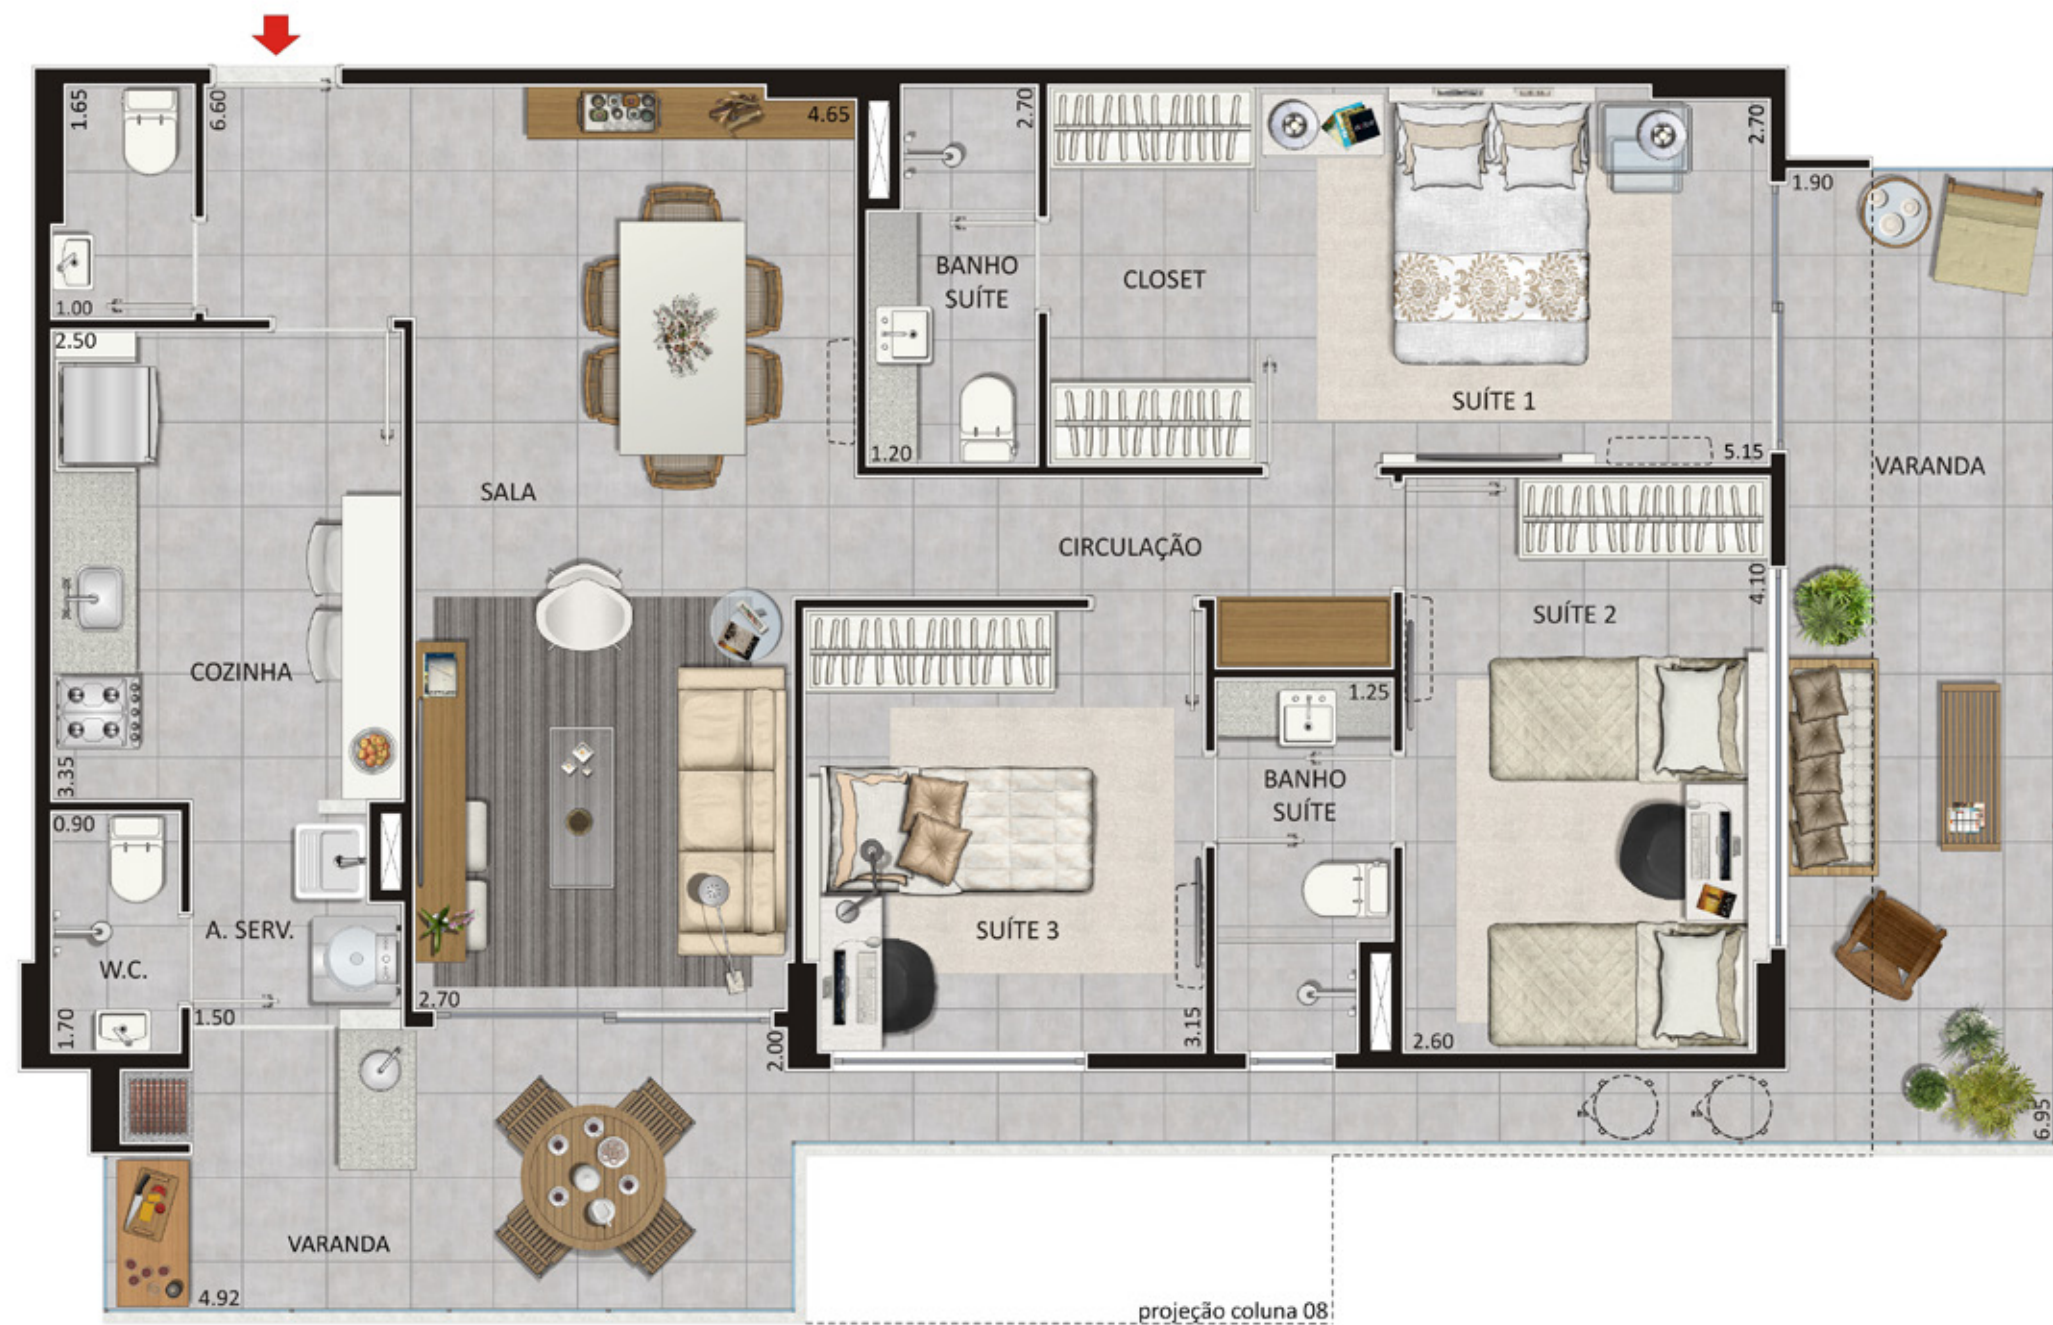 1.65
6.60
4.65
2.70
2.70
1.90
BANHO
SUÍTE
CLOSET
1.00
2.50
SUÍTE 1
1.20
5.15
VARANDA
SALA
CIRCULAÇÃO
4.10
SUÍTE 2
COZINHA
1.25
3.35
BANHO
SUÍTE
0.90
A. SERV.
SUÍTE 3
W.C.
2.70
1.50
1.70
2.00
3.15
2.60
6.95
VARANDA
4.92
projeção coluna 08